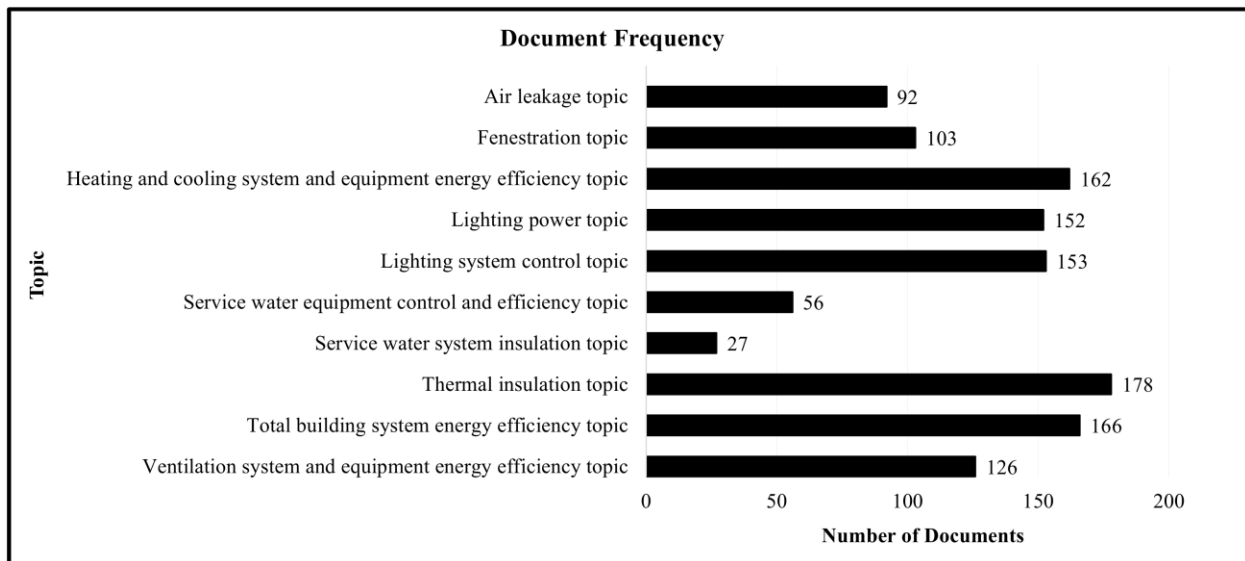 Document Frequency
Air leakage topic 92
Fenestration topic 103
Heating and cooling system and equipment energy efficiency topic 162
Lighting power topic 152
Lighting system control topic 153
Service water equipment control and efficiency topic 56
Service water system insulation topic 27
Thermal insulation topic 178
Total building system energy efficiency topic 166
Ventilation system and equipment energy efficiency topic 126
Topic
0 50 100 150 200
Number of Documents